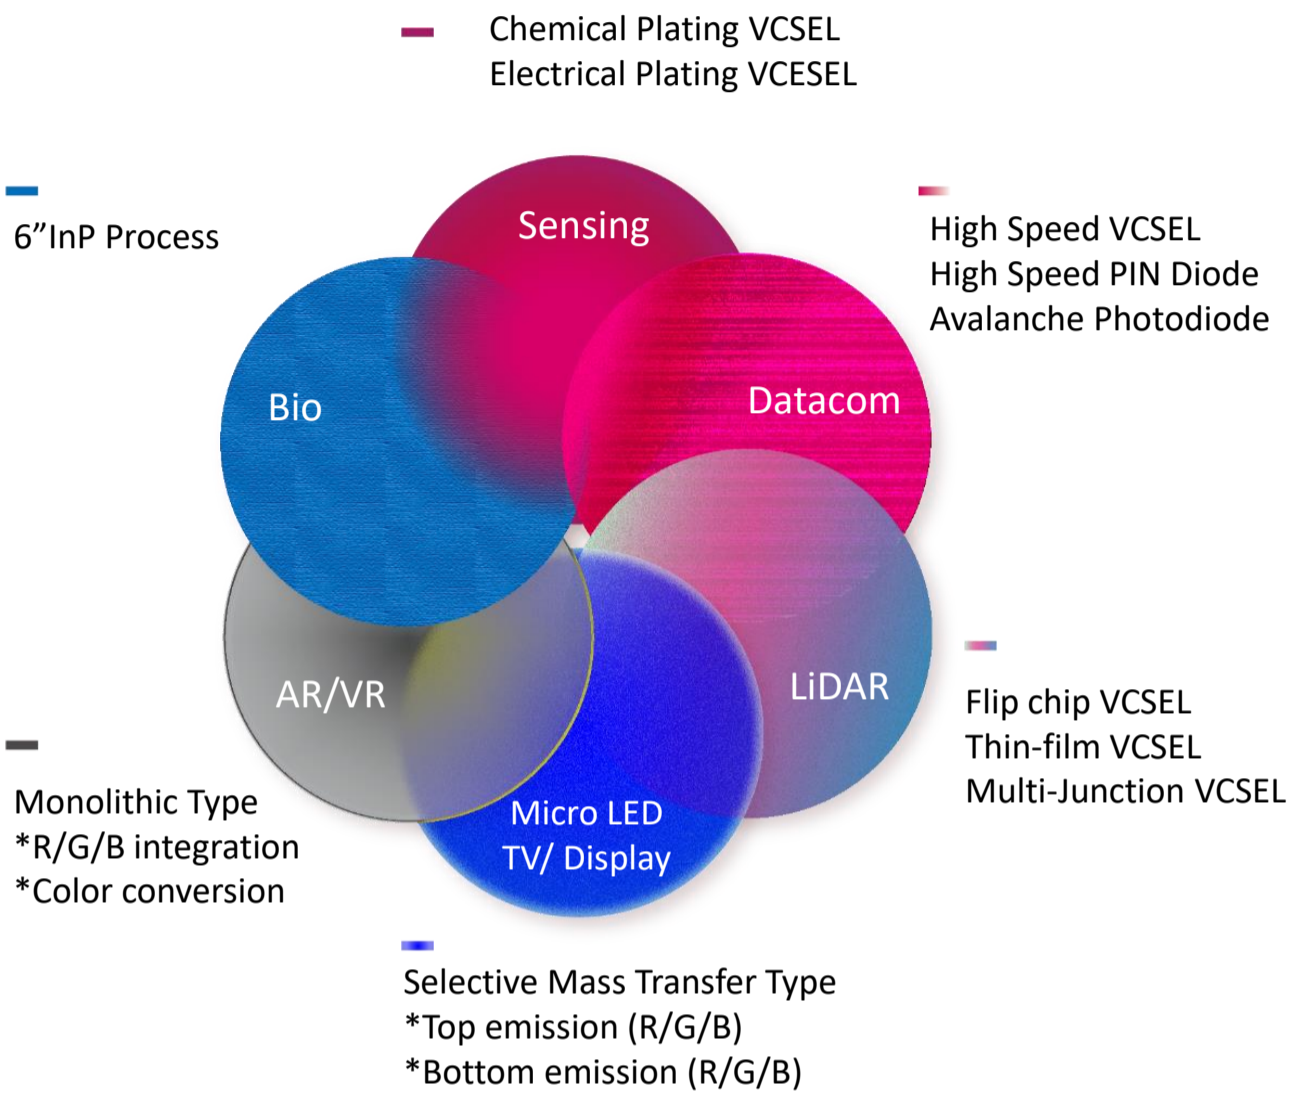 Chemical Plating VCSEL
Electrical Plating VCESEL
6”InP Process
Sensing
High Speed VCSEL
High Speed PIN Diode
Avalanche Photodiode
Bio
Datacom
AR/VR
LiDAR
Flip chip VCSEL
Thin-film VCSEL
Multi-Junction VCSEL
Monolithic Type
*R/G/B integration
*Color conversion
Micro LED
TV/ Display
Selective Mass Transfer Type
*Top emission (R/G/B)
*Bottom emission (R/G/B)